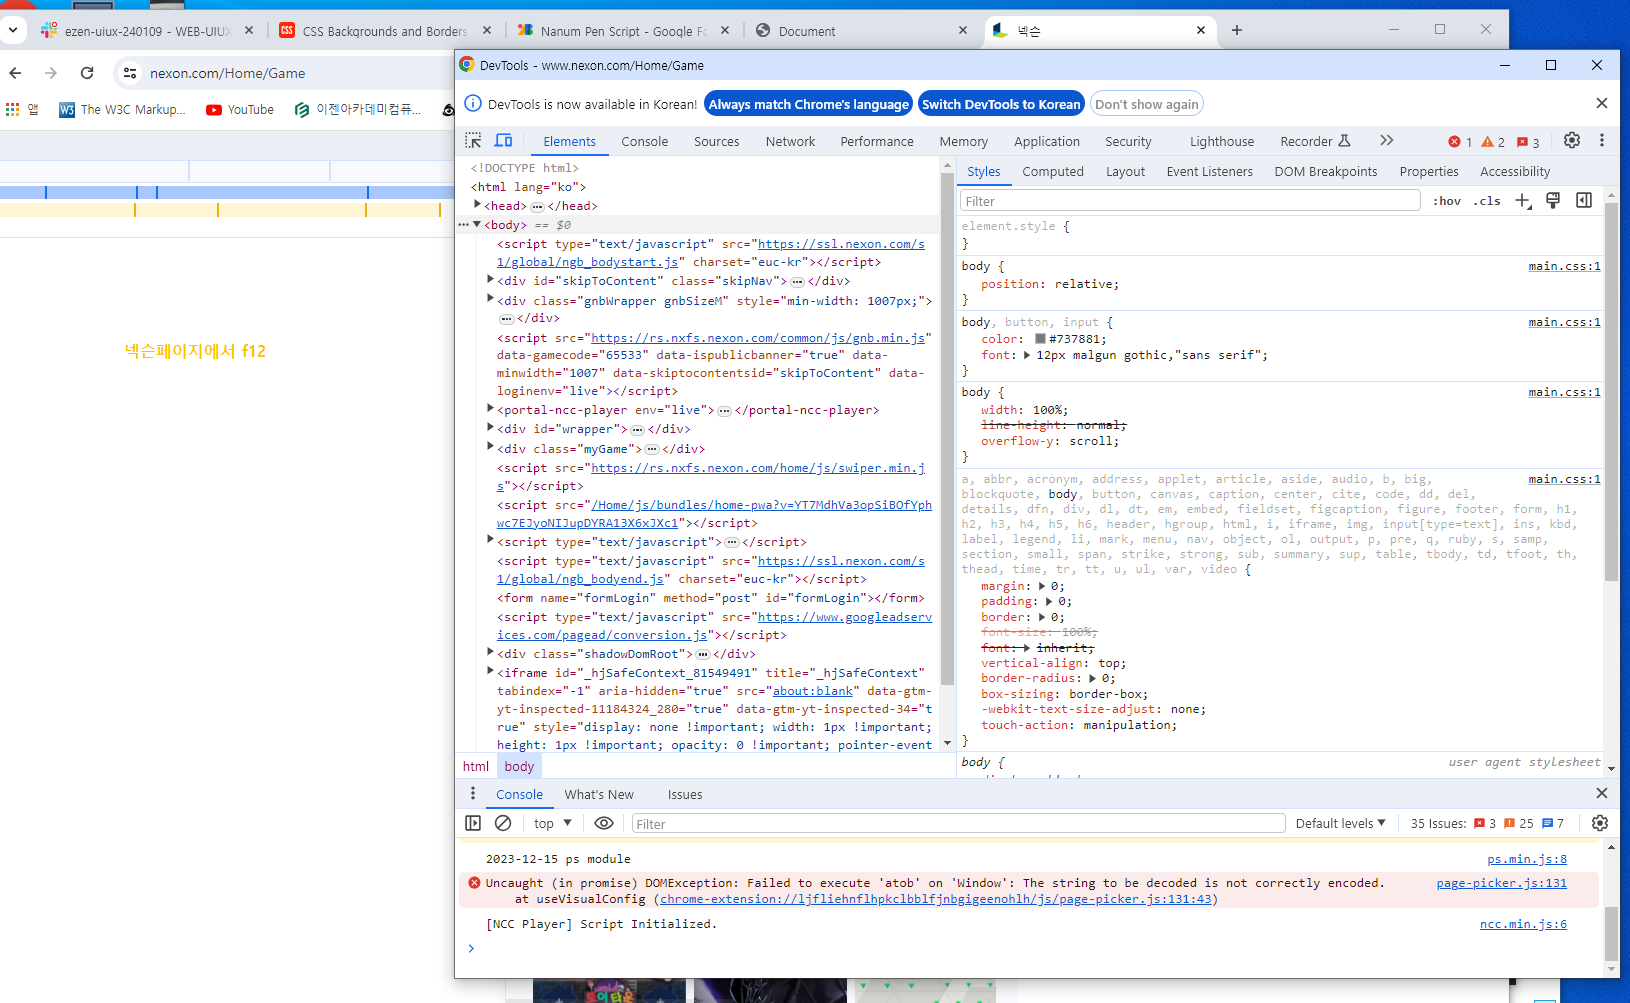 ezen-uiux-240109 - WEB-UIUX
CSS Backgrounds and Borders
Nanum Pen Script - Google Fo
Document
넥슨
nexon.com/Home/Game
앱
The W3C Markup...
YouTube
이젠아카데미컴퓨...
넥슨페이지에서 f12
DevTools - www.nexon.com/Home/Game
DevTools is now available in Korean!
Always match Chrome's language
Switch DevTools to Korean
Don't show again
Elements Console Sources Network Performance Memory Application Security Lighthouse Recorder 1 2 3
<!DOCTYPE html>
<html lang="ko">
<head> … </head>
… <body> == $0
<script type="text/javascript" src="https://ssl.nexon.com/s
1/global/ngb_bodystart.js" charset="euc-kr"></script>
<div id="skipToContent" class="skipNav"> … </div>
<div class="gnbWrapper gnbSizeM" style="min-width: 1007px;">
… </div>
<script src="https://rs.nxfs.nexon.com/common/js/gnb.min.js"
data-gamecode="65533" data-ispublicbanner="true" data-
minwidth="1007" data-skiptocontentsid="skipToContent" data-
loginenv="live"></script>
<portal-ncc-player env="live"> … </portal-ncc-player>
<div id="wrapper"> … </div>
<div class="myGame"> … </div>
<script src="https://rs.nxfs.nexon.com/home/js/swiper.min.j
s"></script>
<script src="/Home/js/bundles/home-pwa?v=YT7MdhVa3opSiBOfYph
wc7EJyoNIJupDYRA13X6xJXc1"></script>
<script type="text/javascript"> … </script>
<script type="text/javascript" src="https://ssl.nexon.com/s
1/global/ngb_bodyend.js" charset="euc-kr"></script>
<form name="formLogin" method="post" id="formLogin"></form>
<script type="text/javascript" src="https://www.googleadserv
ices.com/pagead/conversion.js"></script>
<div class="shadowDomRoot"> … </div>
<iframe id="_hjSafeContext_81549491" title="_hjSafeContext"
tabindex="-1" aria-hidden="true" src="about:blank" data-gtm-
yt-inspected-11184324_280="true" data-gtm-yt-inspected-34="t
rue" style="display: none !important; width: 1px !important;
height: 1px !important; opacity: 0 !important; pointer-event
html body
Styles Computed Layout Event Listeners DOM Breakpoints Properties Accessibility
Filter
:hov .cls
element.style {
}
body { main.css:1
position: relative;
}
body, button, input { main.css:1
color: #737881;
font: 12px malgun gothic,"sans serif";
}
body { main.css:1
width: 100%;
line-height: normal;
overflow-y: scroll;
}
a, abbr, acronym, address, applet, article, aside, audio, b, big, main.css:1
blockquote, body, button, canvas, caption, center, cite, code, dd, del,
details, dfn, div, dl, dt, em, embed, fieldset, figcaption, figure, footer, form, h1,
h2, h3, h4, h5, h6, header, hgroup, html, i, iframe, img, input[type=text], ins, kbd,
label, legend, li, mark, menu, nav, object, ol, output, p, pre, q, ruby, s, samp,
section, small, span, strike, strong, sub, summary, sup, table, tbody, td, tfoot, th,
thead, time, tr, tt, u, ul, var, video {
margin: 0;
padding: 0;
border: 0;
font-size: 100%;
font: inherit;
vertical-align: top;
border-radius: 0;
box-sizing: border-box;
-webkit-text-size-adjust: none;
touch-action: manipulation;
}
body { user agent stylesheet
Console What's New Issues
top
Filter
Default levels
35 Issues: 3 25 7
2023-12-15 ps module ps.min.js:8
Uncaught (in promise) DOMException: Failed to execute 'atob' on 'Window': The string to be decoded is not correctly encoded. page-picker.js:131
at useVisualConfig (chrome-extension://ljfliehnflhpkclbblfjnbgigeenohlh/js/page-picker.js:131:43)
[NCC Player] Script Initialized. ncc.min.js:6
토이타운